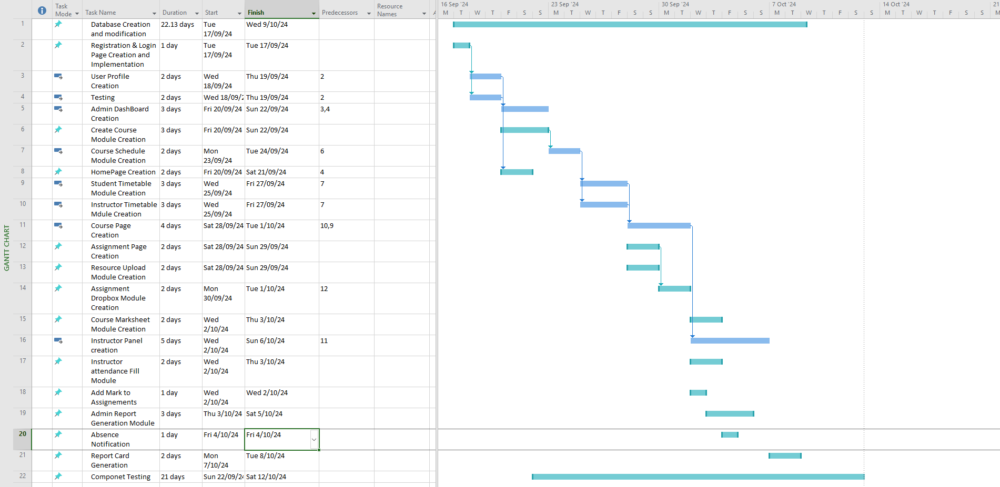 Task Mode
Task Name
Duration
Start
Finish
Predecessors
Resource Names
16 Sep '24
23 Sep '24
30 Sep '24
7 Oct '24
14 Oct '24
21
M T W T F S S M T W T F S S M T W T F S S M T W T F S S M T W T F S S M
GANTT CHART
1 Database Creation and modification 22.13 days Tue 17/09/24 Wed 9/10/24
2 Registration & Login Page Creation and Implementation 1 day Tue 17/09/24 Tue 17/09/24
3 User Profile Creation 2 days Wed 18/09/24 Thu 19/09/24 2
4 Testing 2 days Wed 18/09/2 Thu 19/09/24 2
5 Admin DashBoard Creation 3 days Fri 20/09/24 Sun 22/09/24 3,4
6 Create Course Module Creation 3 days Fri 20/09/24 Sun 22/09/24
7 Course Schedule Module Creation 2 days Mon 23/09/24 Tue 24/09/24 6
8 HomePage Creation 2 days Fri 20/09/24 Sat 21/09/24 4
9 Student Timetable Module Creation 3 days Wed 25/09/24 Fri 27/09/24 7
10 Instructor Timetable Mdule Creation 3 days Wed 25/09/24 Fri 27/09/24 7
11 Course Page Creation 4 days Sat 28/09/24 Tue 1/10/24 10,9
12 Assignment Page Creation 2 days Sat 28/09/24 Sun 29/09/24
13 Resource Upload Module Creation 2 days Sat 28/09/24 Sun 29/09/24
14 Assignment Dropbox Module Creation 2 days Mon 30/09/24 Tue 1/10/24 12
15 Course Marksheet Module Creation 2 days Wed 2/10/24 Thu 3/10/24
16 Instructor Panel creation 5 days Wed 2/10/24 Sun 6/10/24 11
17 Instructor attendance Fill Module 2 days Wed 2/10/24 Thu 3/10/24
18 Add Mark to Assignements 1 day Wed 2/10/24 Wed 2/10/24
19 Admin Report Generation Module 3 days Thu 3/10/24 Sat 5/10/24
20 Absence Notification 1 day Fri 4/10/24 Fri 4/10/24
21 Report Card Generation 2 days Mon 7/10/24 Tue 8/10/24
22 Componet Testing 21 days Sun 22/09/24 Sat 12/10/24